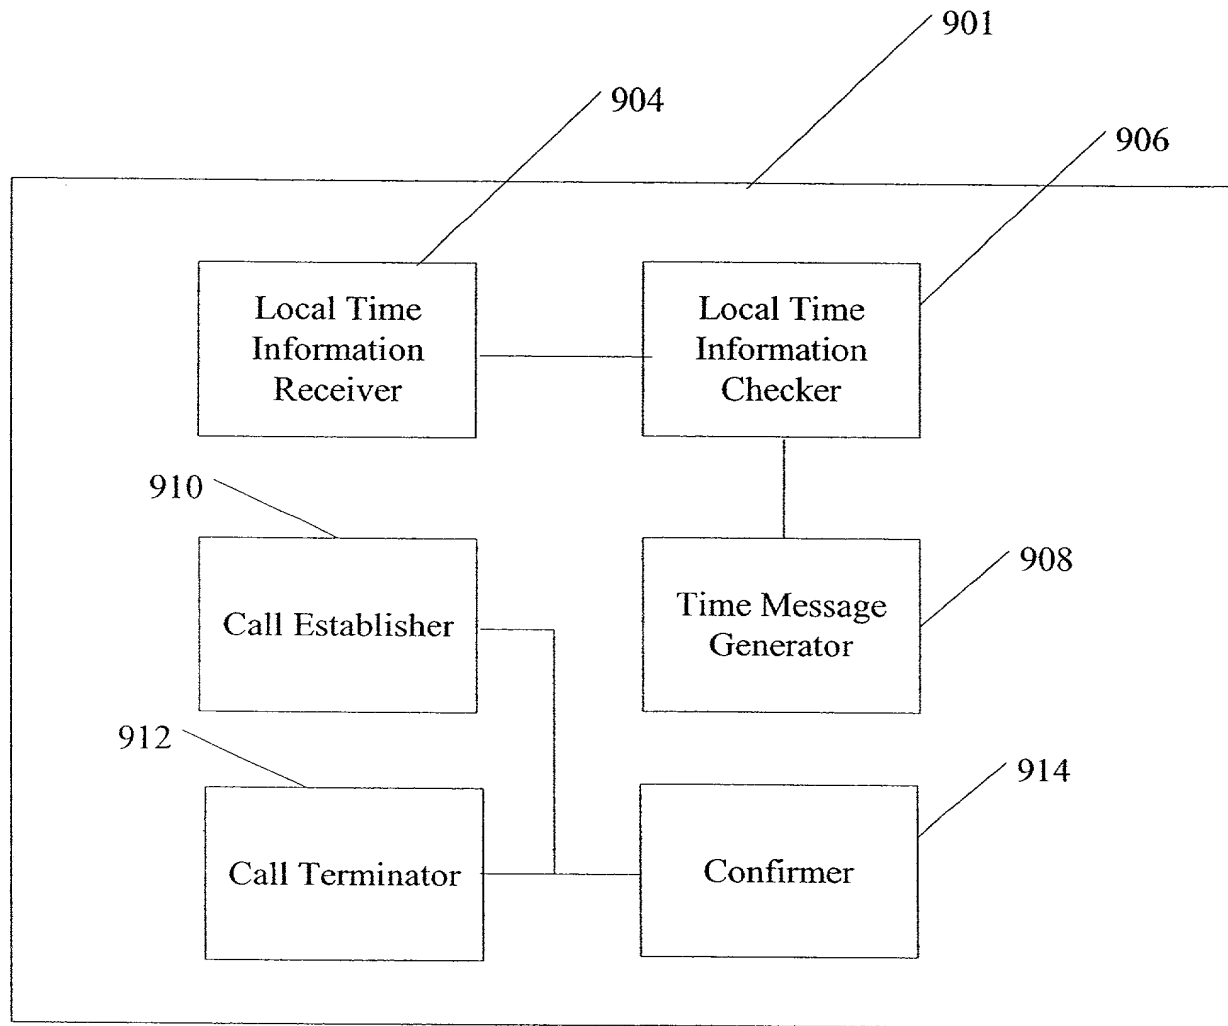 901
904
906
Local Time
Information
Receiver
Local Time
Information
Checker
910
908
Call Establisher
Time Message
Generator
912
914
Call Terminator
Confirmer